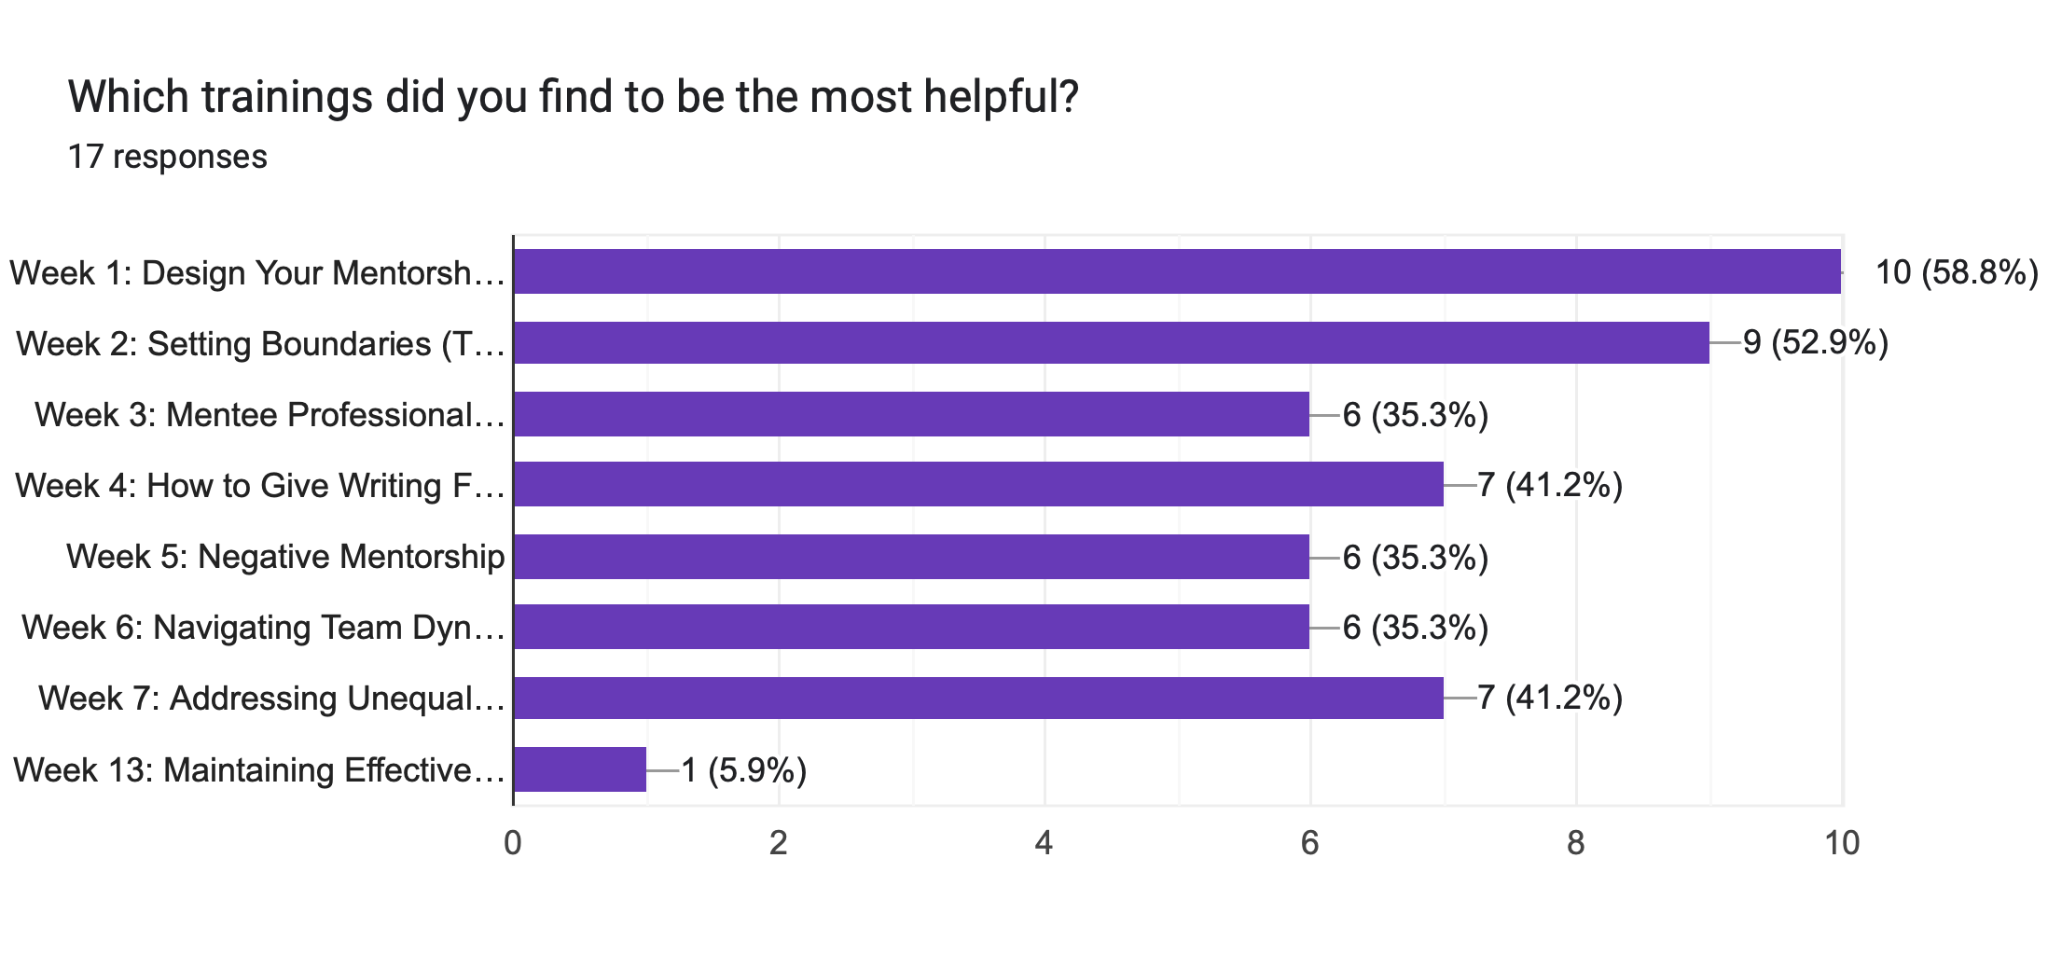 Which trainings did you find to be the most helpful?
17 responses
Week 1: Design Your Mentorsh…
10 (58.8%)
Week 2: Setting Boundaries (T…
9 (52.9%)
Week 3: Mentee Professional…
6 (35.3%)
Week 4: How to Give Writing F…
7 (41.2%)
Week 5: Negative Mentorship
6 (35.3%)
Week 6: Navigating Team Dyn…
6 (35.3%)
Week 7: Addressing Unequal…
7 (41.2%)
Week 13: Maintaining Effective…
1 (5.9%)
0 2 4 6 8 10